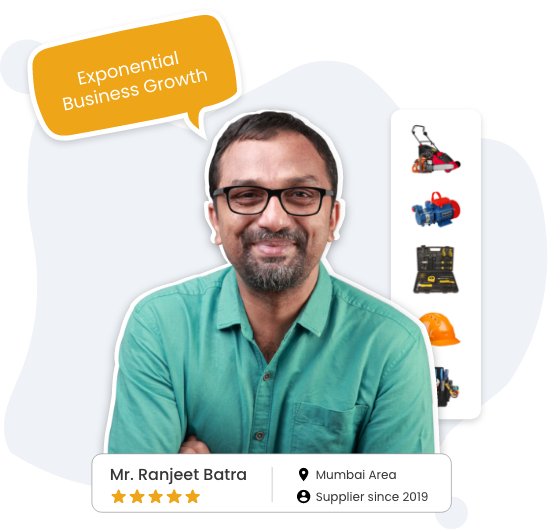 Exponential
Business Growth
Mr. Ranjeet Batra
Mumbai Area
Supplier since 2019